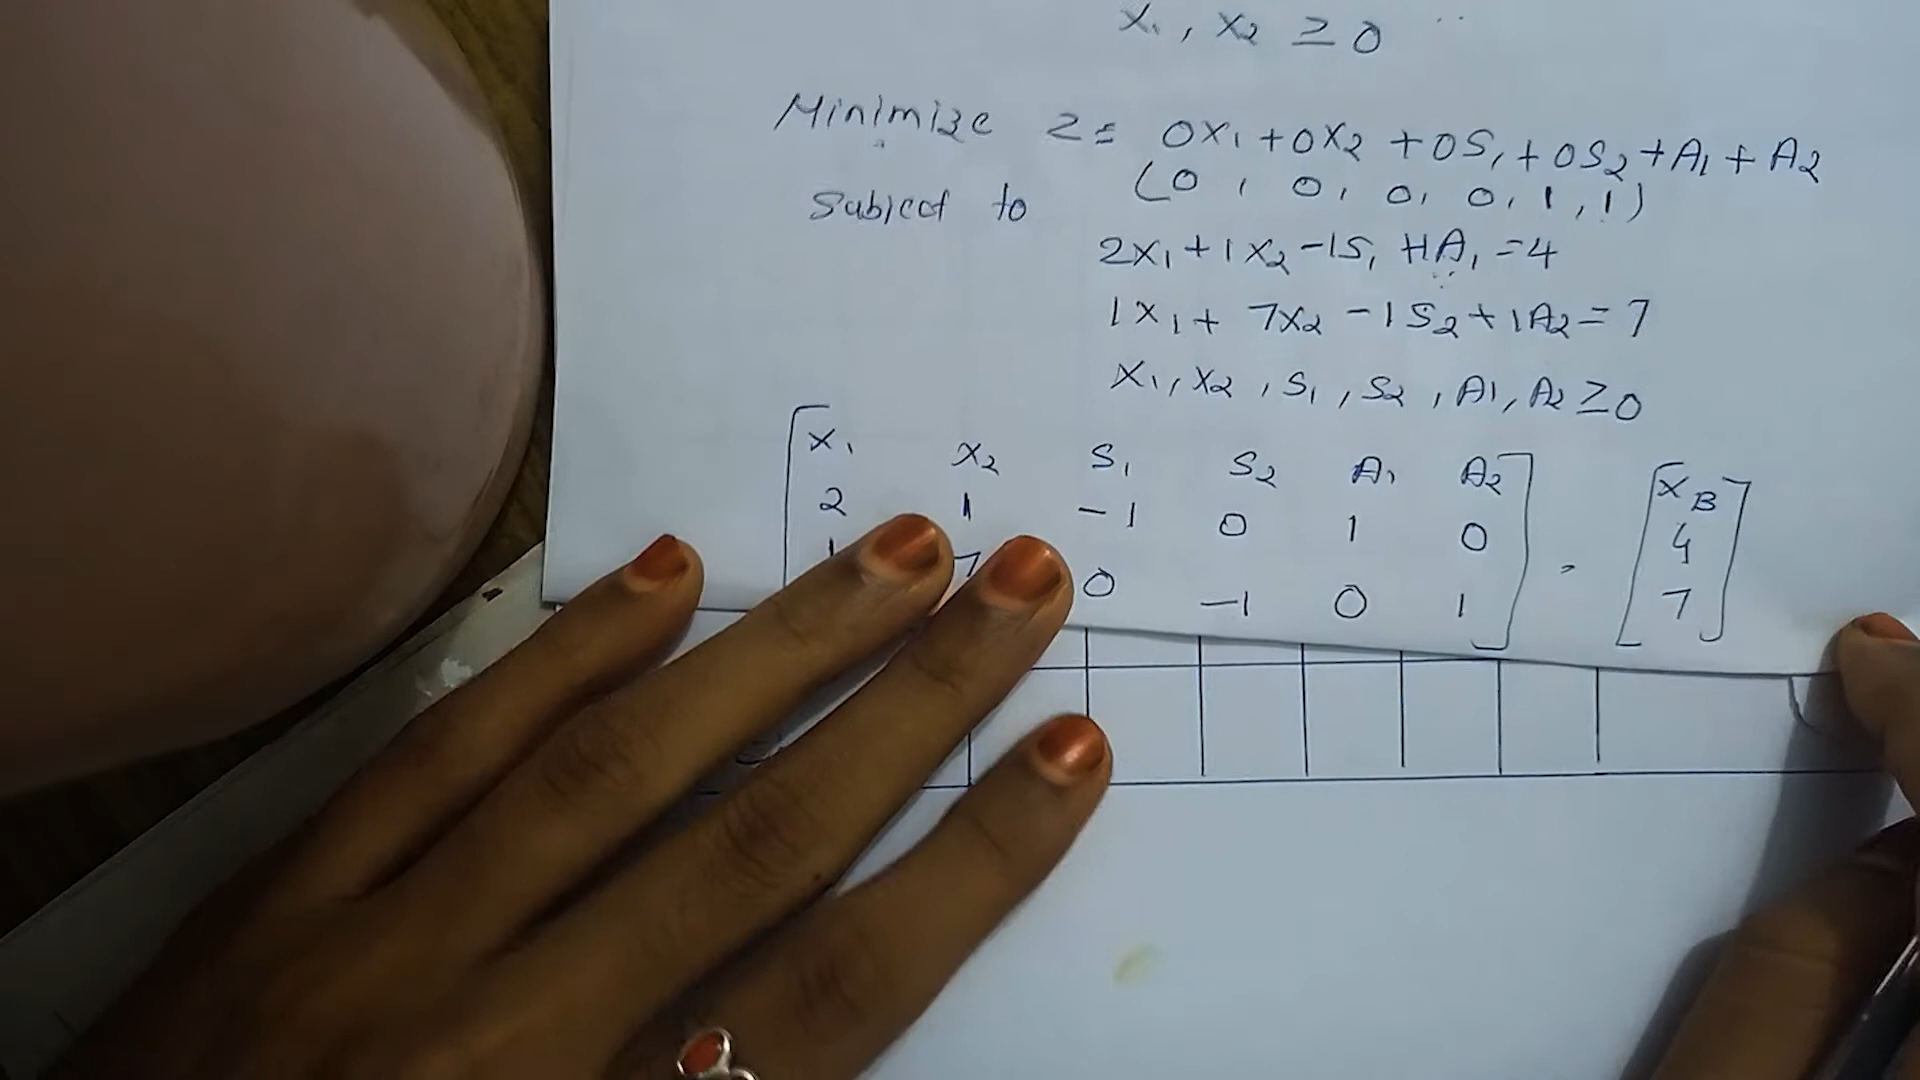 x₁, x₂ ≥ 0
Minimize Z = 0x₁ + 0x₂ + 0S₁ + 0S₂ + A₁ + A₂
(0, 0, 0, 0, 1, 1)
Subject to
2x₁ + 1x₂ - 1S₁ + 1A₁ = 4
1x₁ + 7x₂ - 1S₂ + 1A₂ = 7
x₁, x₂, S₁, S₂, A₁, A₂ ≥ 0
x₁ x₂ S₁ S₂ A₁ A₂ xB
2 1 -1 0 1 0 = 4
1 7 0 -1 0 1 7